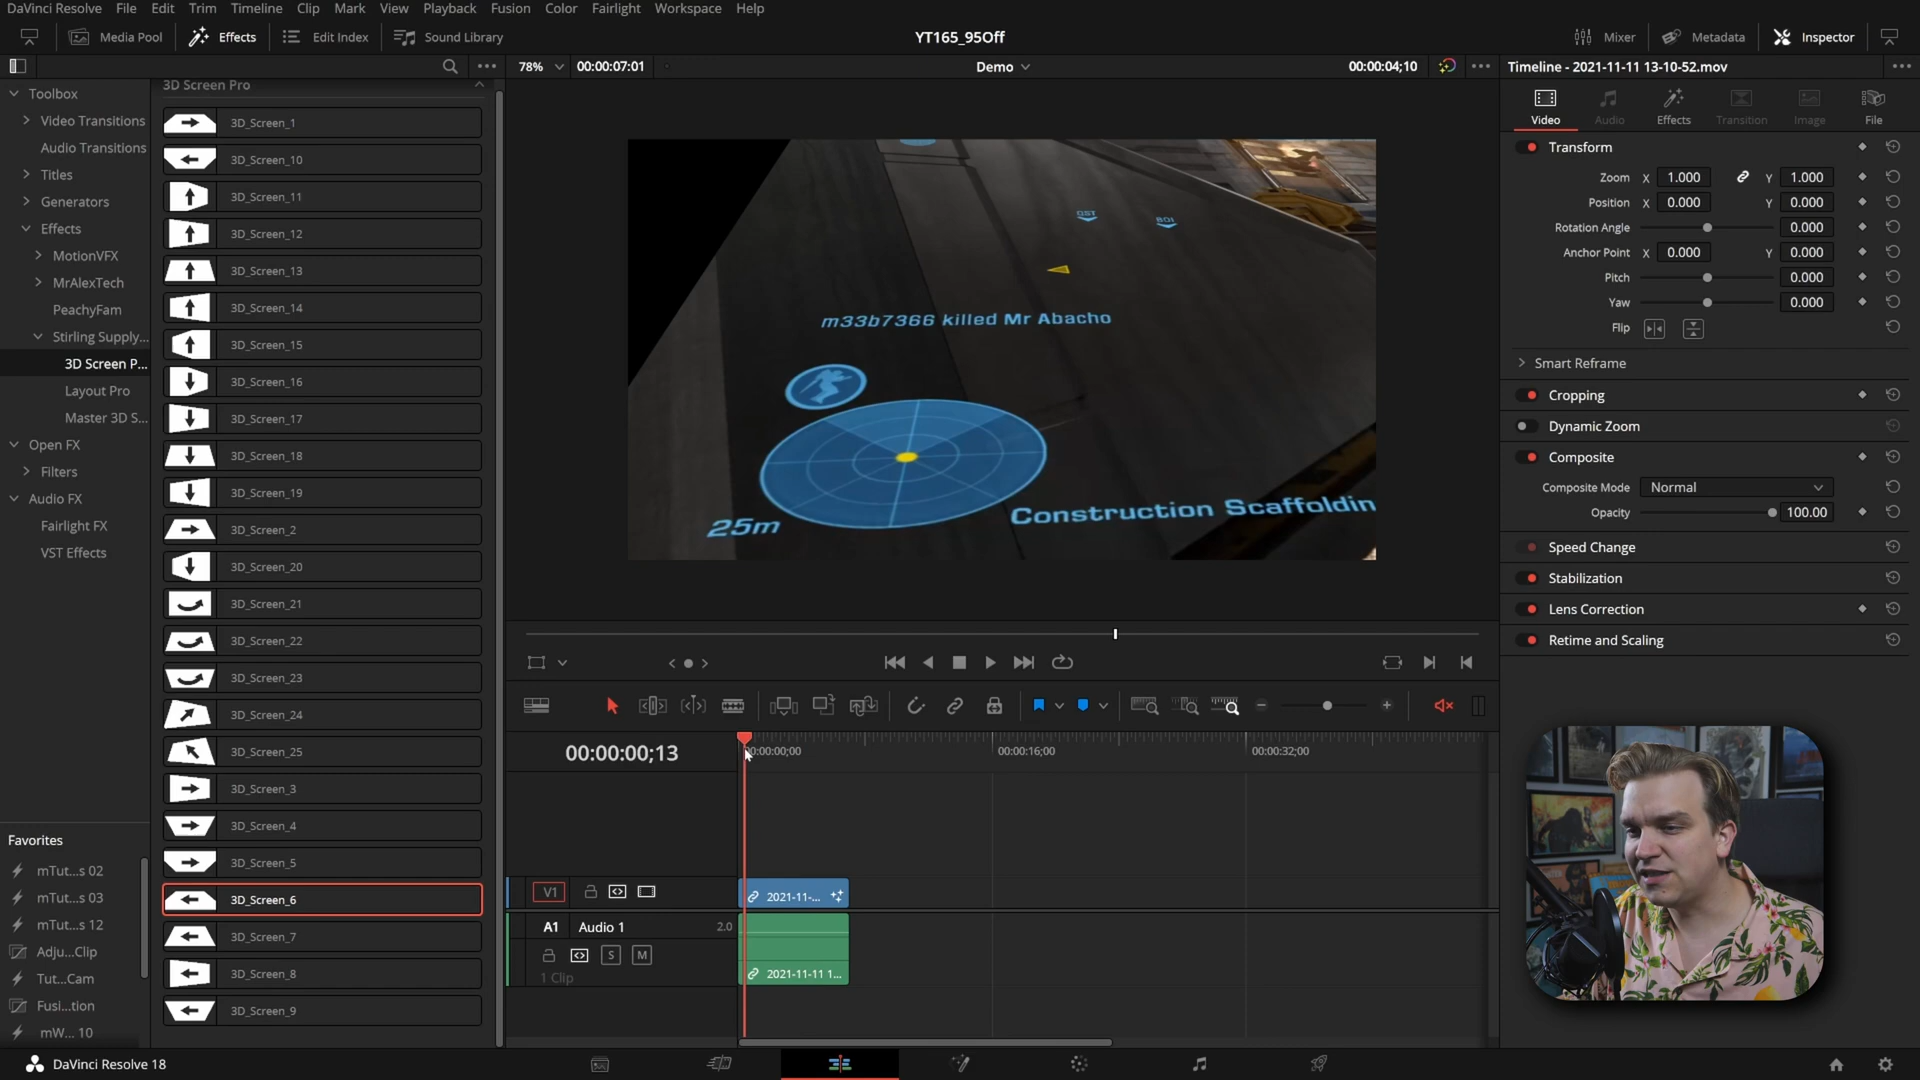 DaVinci Resolve File Edit Trim Timeline Clip Mark View Playback Fusion Color Fairlight Workspace Help
Media Pool Effects Edit Index Sound Library YT165_95Off Mixer Metadata Inspector
78% 00:00:07:01 Demo 00:00:04;10 Timeline - 2021-11-11 13-10-52.mov
Toolbox
Video Transitions
Audio Transitions
Titles
Generators
Effects
MotionVFX
MrAlexTech
PeachyFam
Stirling Supply...
3D Screen P...
Layout Pro
Master 3D S...
Open FX
Filters
Audio FX
Fairlight FX
VST Effects
Favorites
mTut...s 02
mTut...s 03
mTut...s 12
Adju...Clip
Tut...Cam
Fusi...tion
mW... 10
3D Screen Pro
3D_Screen_1
3D_Screen_10
3D_Screen_11
3D_Screen_12
3D_Screen_13
3D_Screen_14
3D_Screen_15
3D_Screen_16
3D_Screen_17
3D_Screen_18
3D_Screen_19
3D_Screen_2
3D_Screen_20
3D_Screen_21
3D_Screen_22
3D_Screen_23
3D_Screen_24
3D_Screen_25
3D_Screen_3
3D_Screen_4
3D_Screen_5
3D_Screen_6
3D_Screen_7
3D_Screen_8
3D_Screen_9
m33b7366 killed Mr Abacho
25m
Construction Scaffoldin
00:00:00;13
00:00:00;00 00:00:16;00 00:00:32;00
V1
2021-11-...
A1 Audio 1 2.0
S M
1 Clip
2021-11-11 1...
Video Audio Effects Transition Image File
Transform
Zoom X 1.000 Y 1.000
Position X 0.000 Y 0.000
Rotation Angle 0.000
Anchor Point X 0.000 Y 0.000
Pitch 0.000
Yaw 0.000
Flip
Smart Reframe
Cropping
Dynamic Zoom
Composite
Composite Mode Normal
Opacity 100.00
Speed Change
Stabilization
Lens Correction
Retime and Scaling
DaVinci Resolve 18